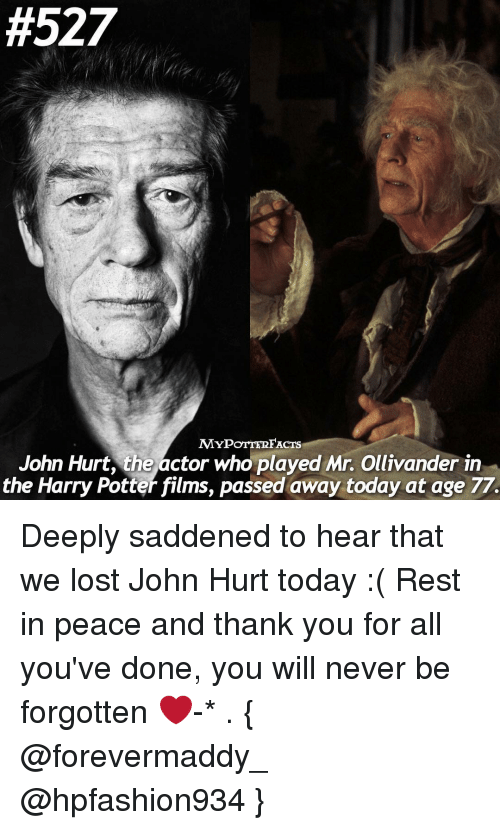 #527
MYPOTTERFACTS
John Hurt, the actor who played Mr. Ollivander in
the Harry Potter films, passed away today at age 77.
Deeply saddened to hear that
we lost John Hurt today :( Rest
in peace and thank you for all
you've done, you will never be
forgotten ❤-* . {
@forevermaddy_
@hpfashion934 }